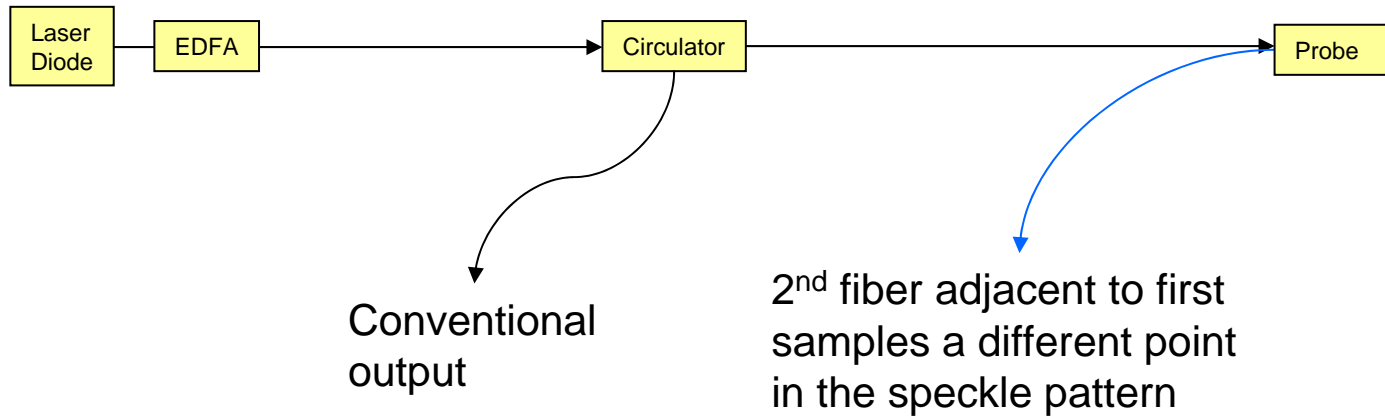 Laser
Diode
EDFA
Circulator
Probe
Conventional
output
2nd fiber adjacent to first
samples a different point
in the speckle pattern